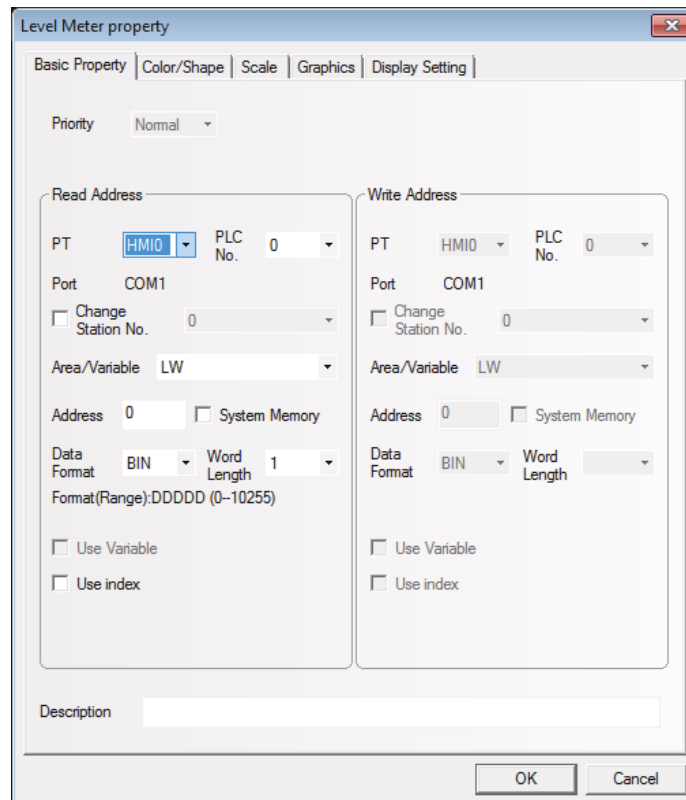 Level Meter property
Basic Property Color/Shape Scale Graphics Display Setting
Priority Normal
Read Address
PT HMI0 PLC No. 0
Port COM1
Change Station No. 0
Area/Variable LW
Address 0 System Memory
Data Format BIN Word Length 1
Format(Range):DDDDD (0--10255)
Use Variable
Use index
Write Address
PT HMI0 PLC No. 0
Port COM1
Change Station No. 0
Area/Variable LW
Address 0 System Memory
Data Format BIN Word Length
Use Variable
Use index
Description
OK Cancel